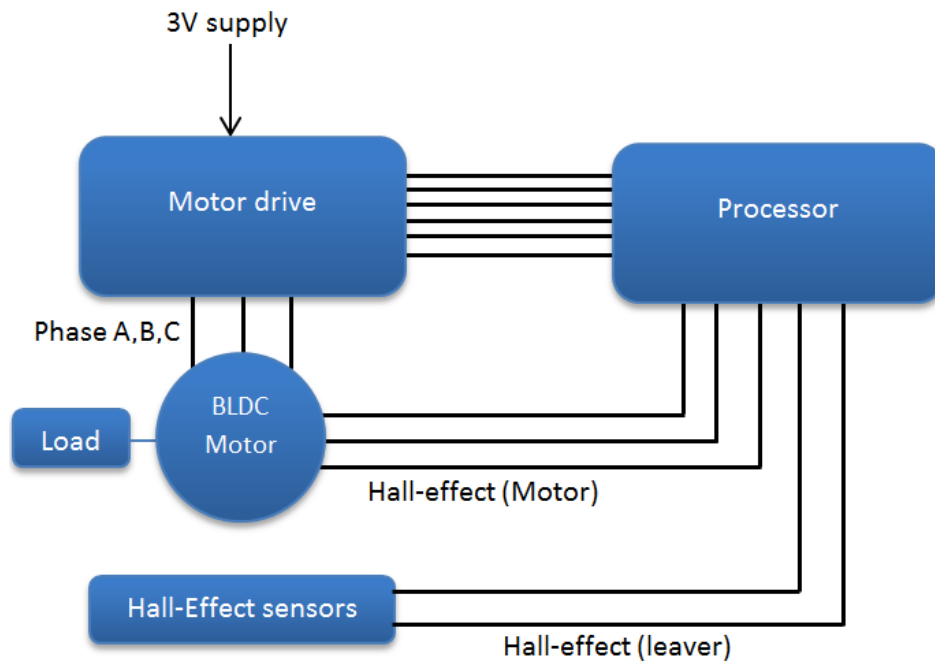 3V supply
Motor drive
Processor
Phase A,B,C
BLDC
Motor
Load
Hall-effect (Motor)
Hall-Effect sensors
Hall-effect (leaver)